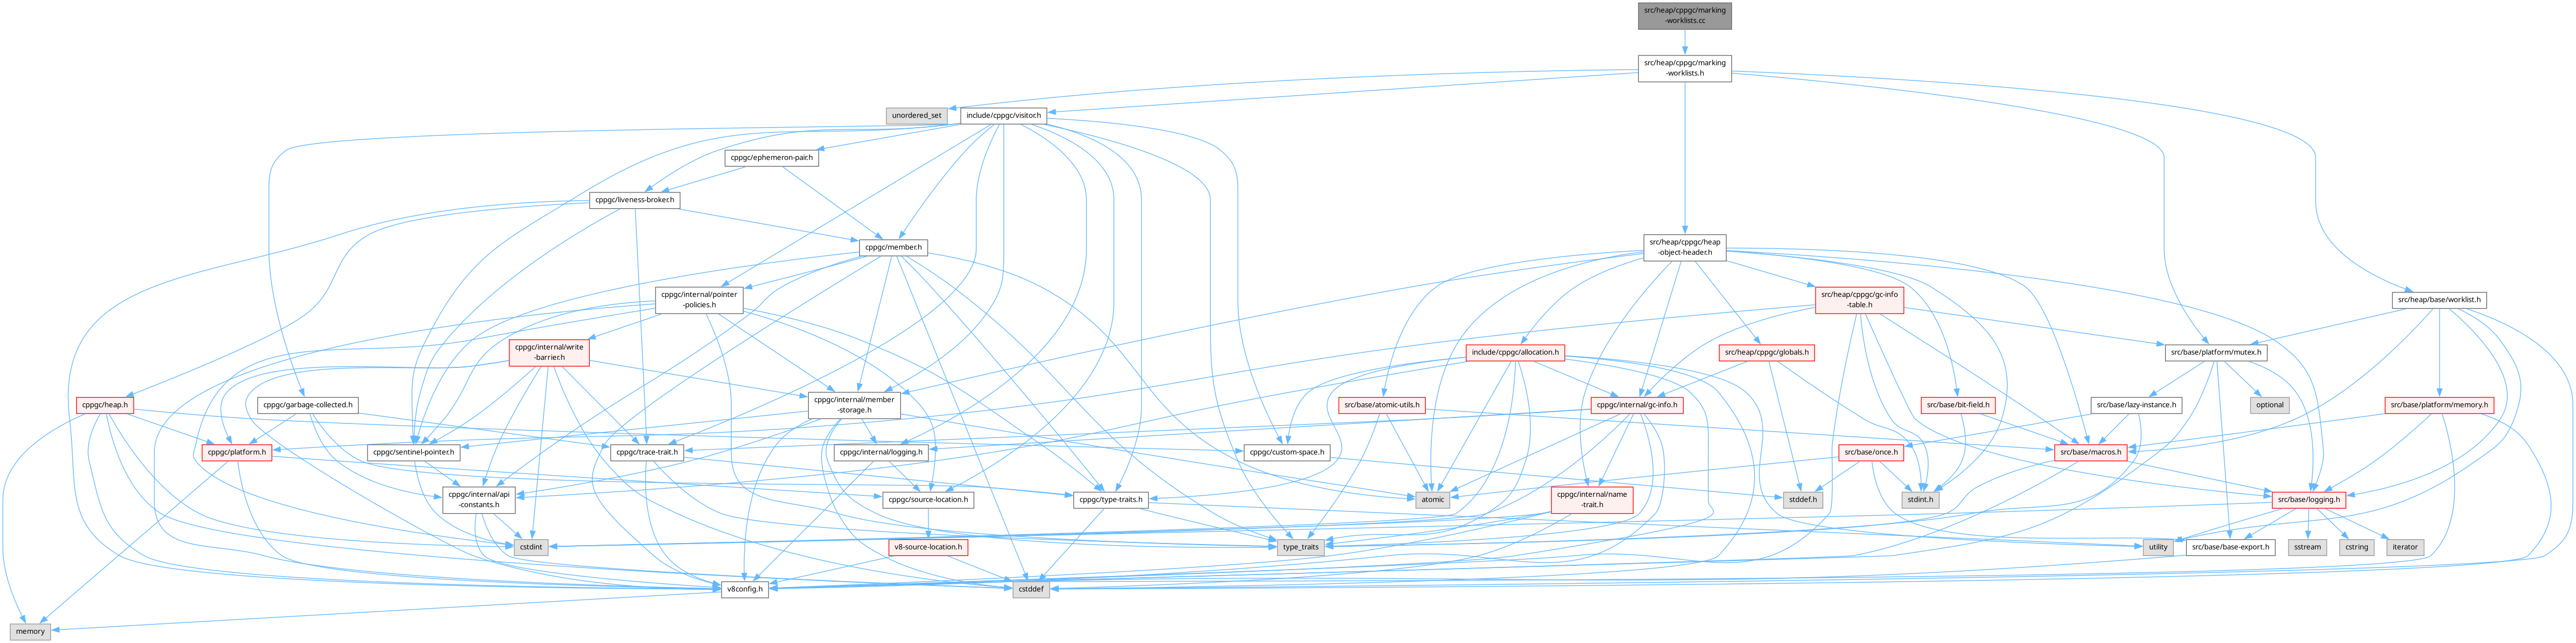 src/heap/cppgc/marking
-worklists.cc
src/heap/cppgc/marking
-worklists.h
unordered_set
include/cppgc/visitor.h
cppgc/ephemeron-pair.h
cppgc/liveness-broker.h
cppgc/member.h
src/heap/cppgc/heap
-object-header.h
cppgc/internal/pointer
-policies.h
src/heap/cppgc/gc-info
-table.h
src/heap/base/worklist.h
cppgc/internal/write
-barrier.h
include/cppgc/allocation.h
src/heap/cppgc/globals.h
src/base/platform/mutex.h
cppgc/heap.h
cppgc/garbage-collected.h
cppgc/internal/member
-storage.h
src/base/atomic-utils.h
cppgc/internal/gc-info.h
src/base/bit-field.h
src/base/lazy-instance.h
optional
src/base/platform/memory.h
cppgc/platform.h
cppgc/sentinel-pointer.h
cppgc/trace-trait.h
cppgc/internal/logging.h
cppgc/custom-space.h
src/base/once.h
src/base/macros.h
cppgc/internal/api
-constants.h
cppgc/source-location.h
cppgc/type-traits.h
atomic
cppgc/internal/name
-trait.h
stddef.h
stdint.h
src/base/logging.h
cstdint
v8-source-location.h
type_traits
utility
src/base/base-export.h
sstream
cstring
iterator
v8config.h
cstddef
memory